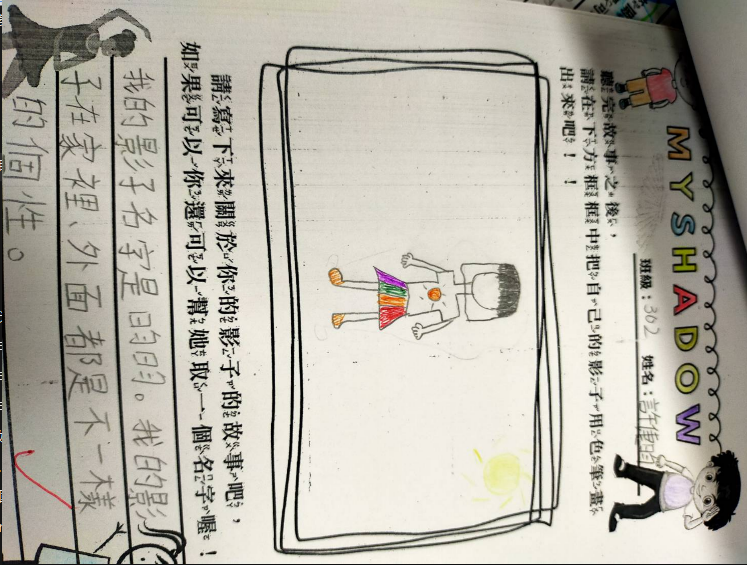 MY SHADOW
班級：302 姓名：許
聽完故事之後，
請在下方框框中把自己的影子用色筆畫
出來吧！！
請寫下來關於你的影子的故事吧，
如果可以你還可以幫她取一個名字喔！
我的影子名字是明明。我的影
子在家裡、外面都是不一樣
的個性。